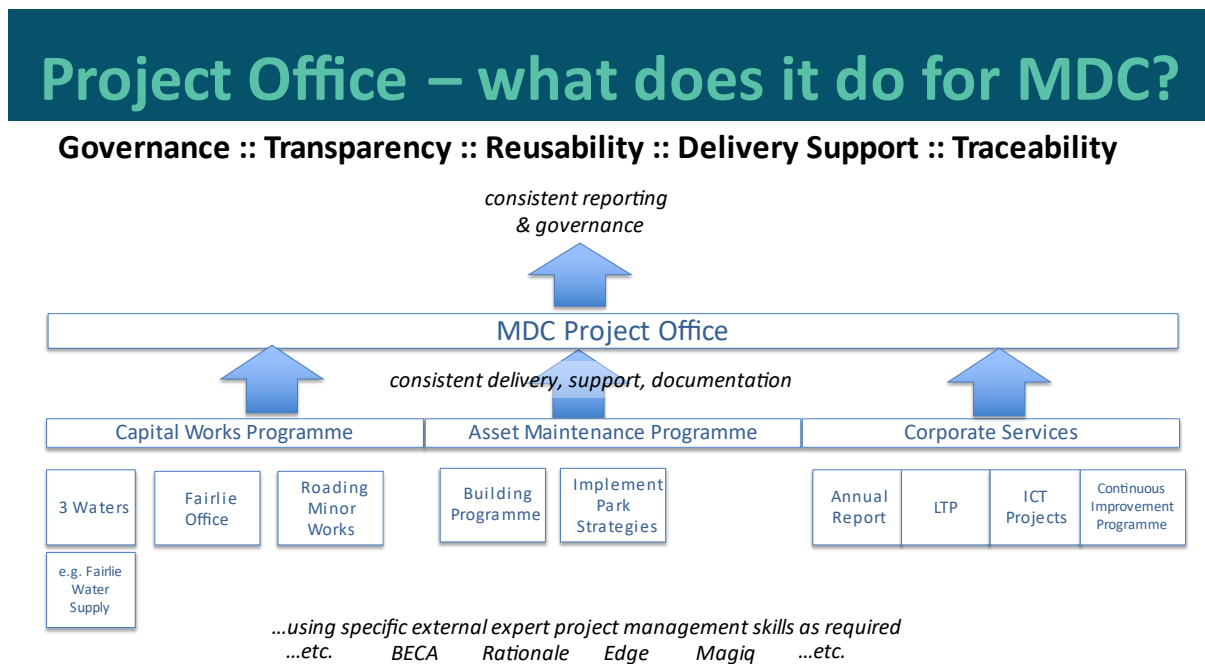 Project Office – what does it do for MDC?
Governance :: Transparency :: Reusability :: Delivery Support :: Traceability
consistent reporting
& governance
MDC Project Office
consistent delivery, support, documentation
Capital Works Programme
Asset Maintenance Programme
Corporate Services
3 Waters
Fairlie
Office
Roading
Minor
Works
Building
Programme
Implement
Park
Strategies
Annual
Report
LTP
ICT
Projects
Continuous
Improvement
Programme
e.g. Fairlie
Water
Supply
...using specific external expert project management skills as required
...etc. BECA Rationale Edge Magiq ...etc.